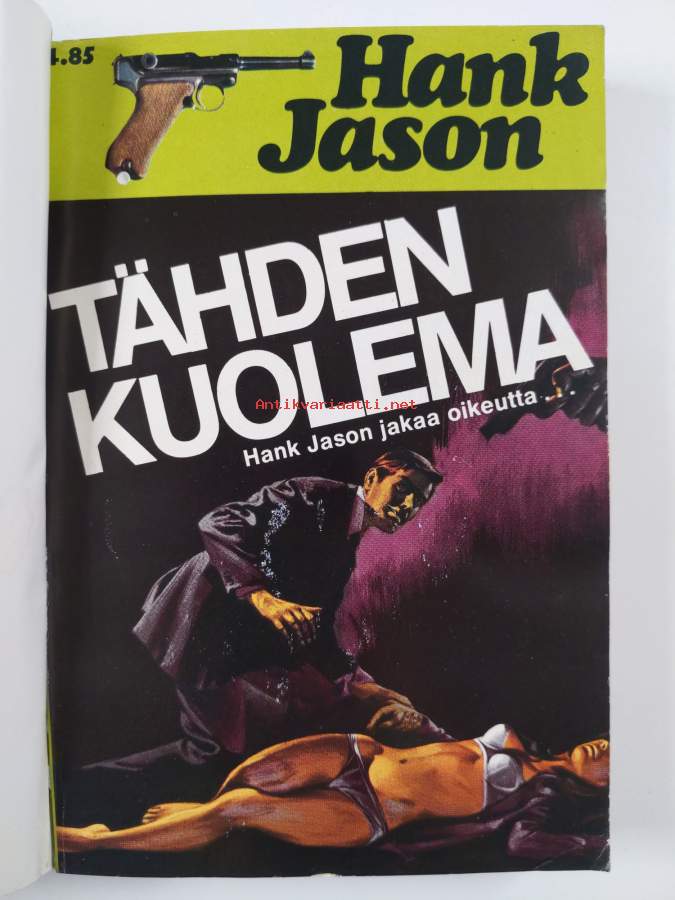 4.85
Hank
Jason
TÄHDEN
KUOLEMA
Antikvariaatti.net
Hank Jason jakaa oikeutta...